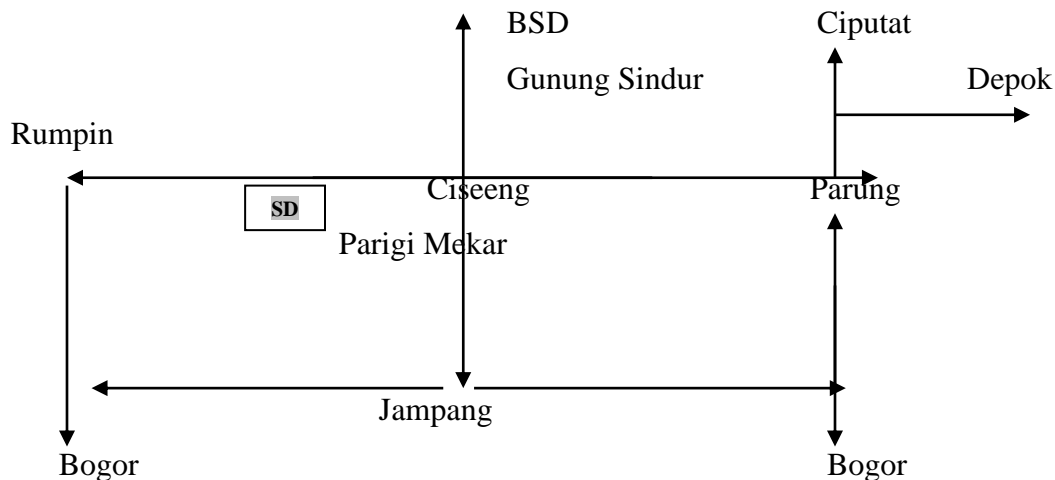 BSD
Ciputat
Gunung Sindur
Depok
Rumpin
Ciseeng
Parung
SD
Parigi Mekar
Jampang
Bogor
Bogor